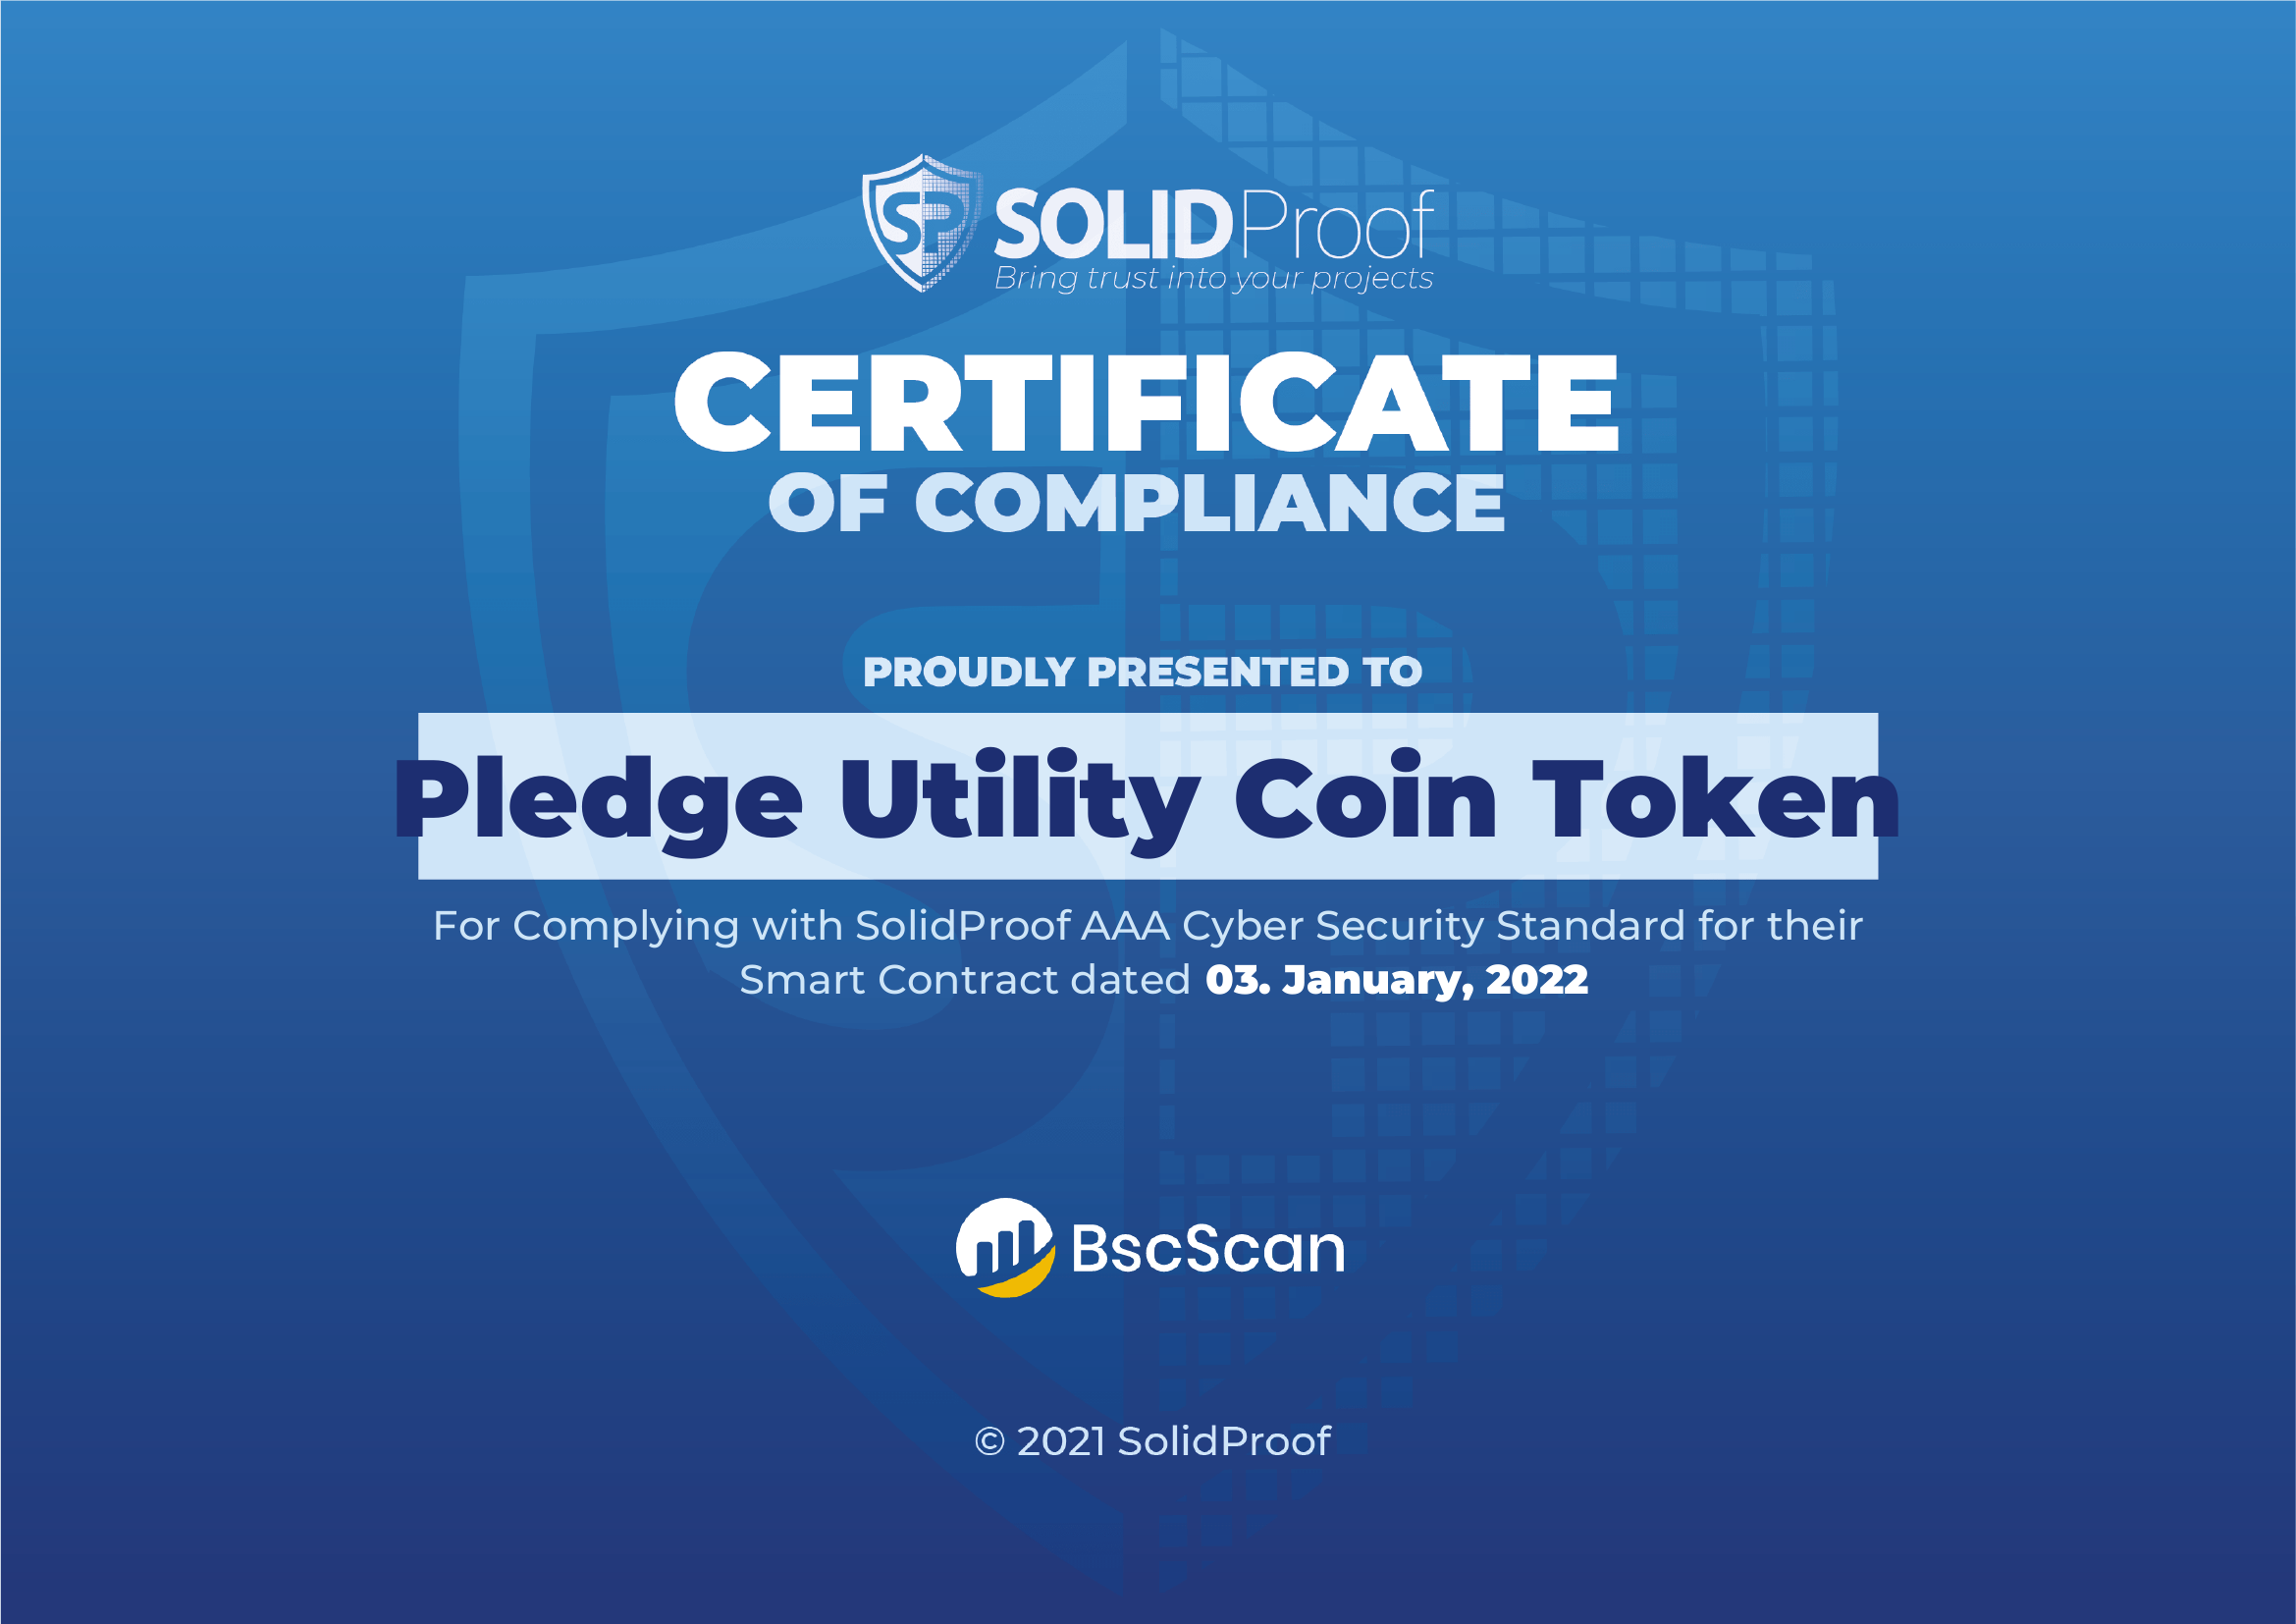 SP SOLIDProof
Bring trust into your projects
CERTIFICATE
OF COMPLIANCE
PROUDLY PRESENTED TO
Pledge Utility Coin Token
For Complying with SolidProof AAA Cyber Security Standard for their
Smart Contract dated 03. January, 2022
BscScan
© 2021 SolidProof